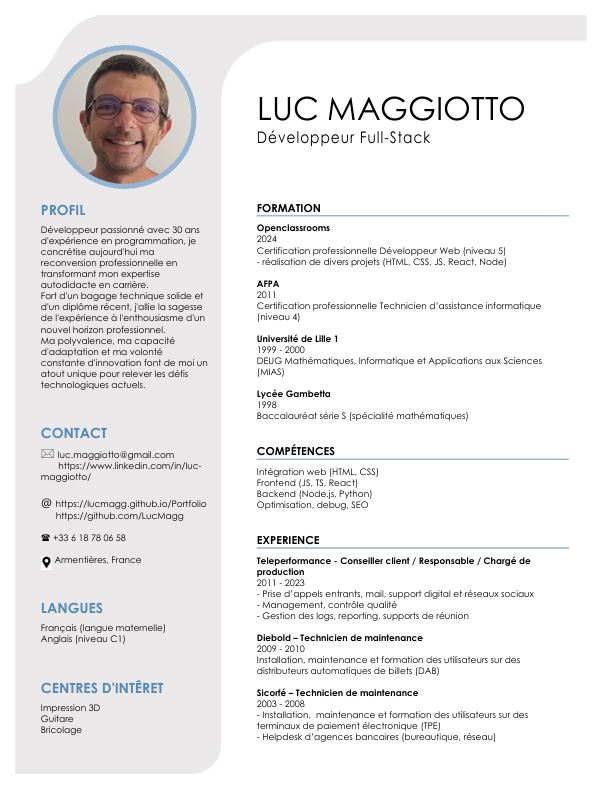 LUC MAGGIOTTO
Développeur Full-Stack
PROFIL
Développeur passionné avec 30 ans
d'expérience en programmation, je
concrétise aujourd'hui ma
reconversion professionnelle en
transformant mon expertise
autodidacte en carrière.
Fort d'un bagage technique solide et
d'un diplôme récent, j'allie la sagesse
de l'expérience à l'enthousiasme d'un
nouvel horizon professionnel.
Ma polyvalence, ma capacité
d'adaptation et ma volonté
constante d'innovation font de moi un
atout unique pour relever les défis
technologiques actuels.
CONTACT
luc.maggiotto@gmail.com
https://www.linkedin.com/in/luc-
maggiotto/
@ https://lucmagg.github.io/Portfolio
https://github.com/LucMagg
☎ +33 6 18 78 06 58
Armentières, France
LANGUES
Français (langue maternelle)
Anglais (niveau C1)
CENTRES D'INTÊRET
Impression 3D
Guitare
Bricolage
FORMATION
Openclassrooms
2024
Certification professionnelle Développeur Web (niveau 5)
- réalisation de divers projets (HTML, CSS, JS, React, Node)
AFPA
2011
Certification professionnelle Technicien d'assistance informatique
(niveau 4)
Université de Lille 1
1999 - 2000
DEUG Mathématiques, Informatique et Applications aux Sciences
(MIAS)
Lycée Gambetta
1998
Baccalauréat série S (spécialité mathématiques)
COMPÉTENCES
Intégration web (HTML, CSS)
Frontend (JS, TS, React)
Backend (Node.js, Python)
Optimisation, debug, SEO
EXPERIENCE
Teleperformance - Conseiller client / Responsable / Chargé de
production
2011 - 2023
- Prise d'appels entrants, mail, support digital et réseaux sociaux
- Management, contrôle qualité
- Gestion des logs, reporting, supports de réunion
Diebold – Technicien de maintenance
2009 - 2010
Installation, maintenance et formation des utilisateurs sur des
distributeurs automatiques de billets (DAB)
Sicorfé – Technicien de maintenance
2003 - 2008
- Installation, maintenance et formation des utilisateurs sur des
terminaux de paiement électronique (TPE)
- Helpdesk d'agences bancaires (bureautique, réseau)